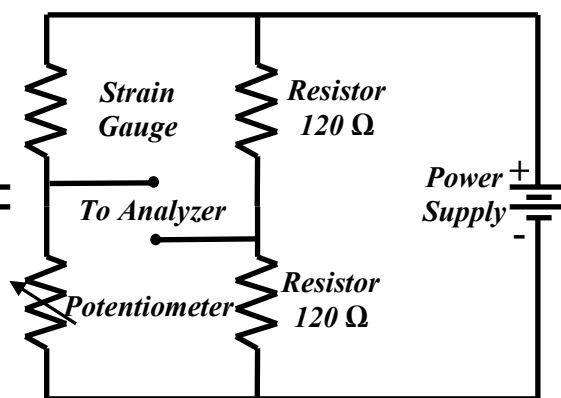 Strain
Gauge
Resistor
120 Ω
Power
Supply
+
-
To Analyzer
Potentiometer
Resistor
120 Ω